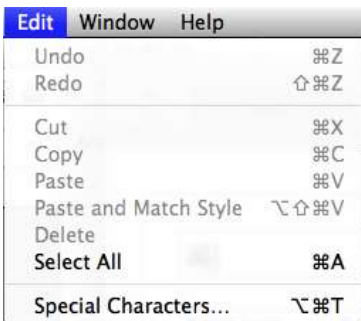 Edit Window Help
Undo ⌘Z
Redo ⇧⌘Z
Cut ⌘X
Copy ⌘C
Paste ⌘V
Paste and Match Style ⌥⇧⌘V
Delete
Select All ⌘A
Special Characters... ⌥⌘T